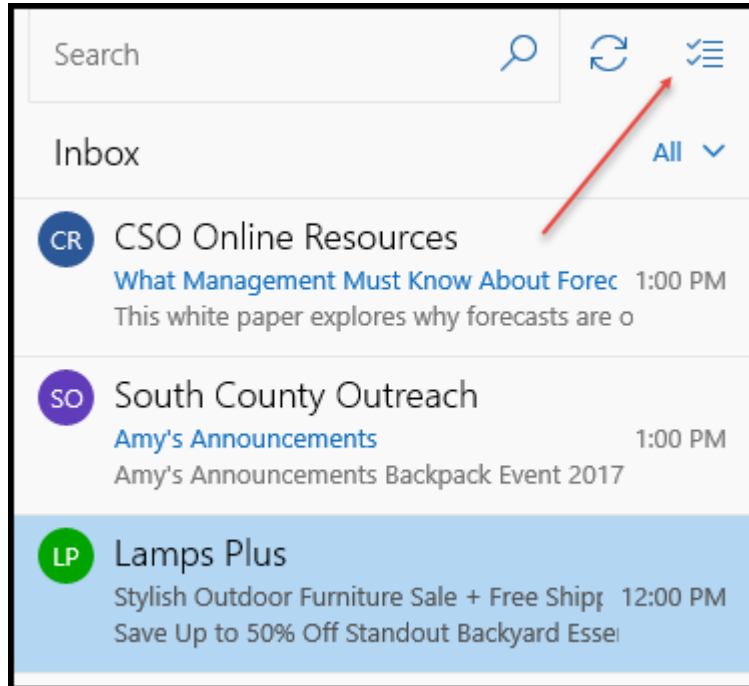 Search
Inbox
All
CR
CSO Online Resources
What Management Must Know About Forec 1:00 PM
This white paper explores why forecasts are o
SO
South County Outreach
Amy's Announcements 1:00 PM
Amy's Announcements Backpack Event 2017
LP
Lamps Plus
Stylish Outdoor Furniture Sale + Free Shipp 12:00 PM
Save Up to 50% Off Standout Backyard Esse